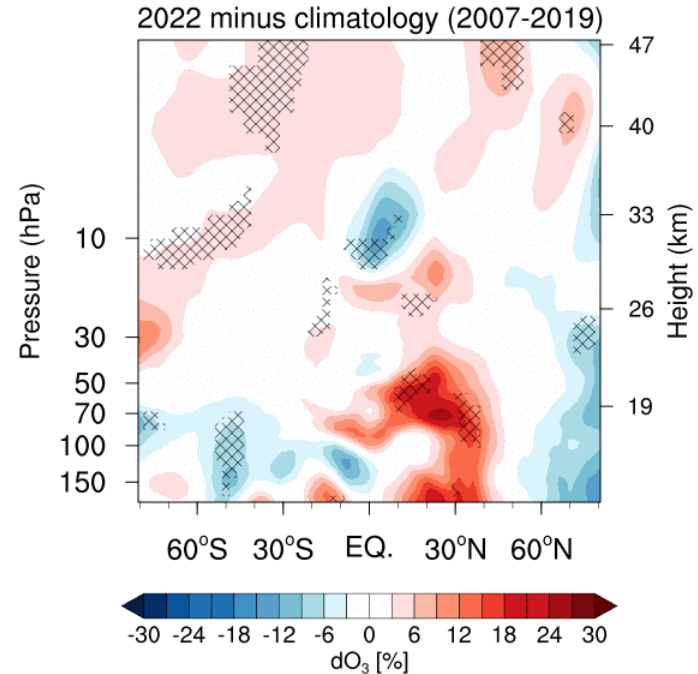 2022 minus climatology (2007-2019)
Pressure (hPa)
10
30
50
70
100
150
47
40
33
26
19
Height (km)
60°S 30°S EQ. 30°N 60°N
-30 -24 -18 -12 -6 0 6 12 18 24 30
dO₃ [%]